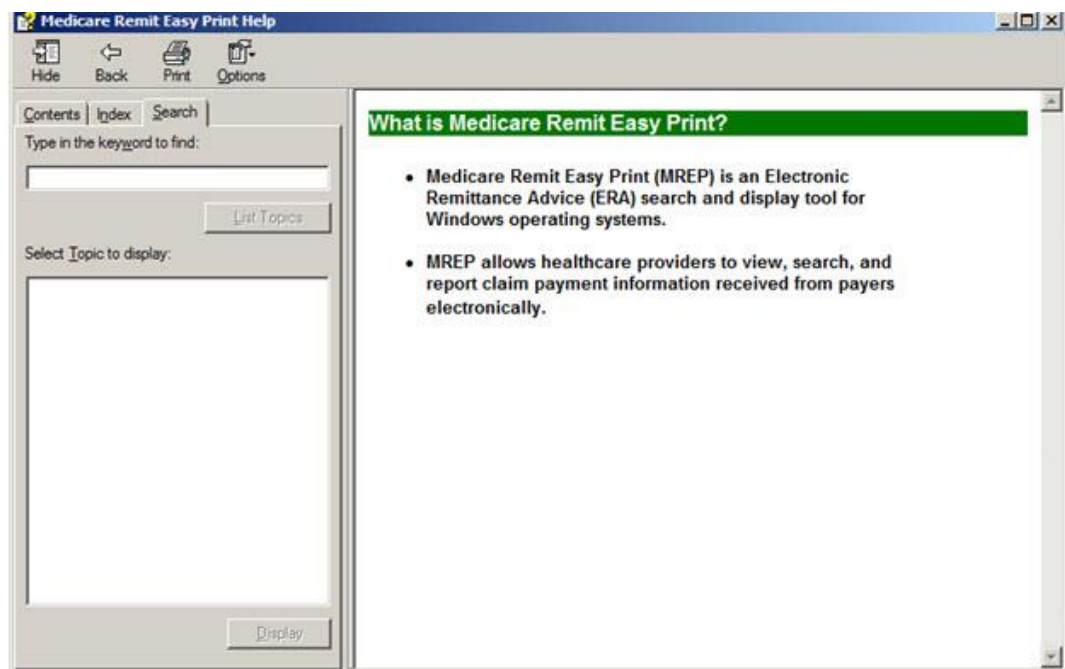 Medicare Remit Easy Print Help
Hide Back Print Options
Contents Index Search
Type in the keyword to find:
List Topics
Select Topic to display:
Display
What is Medicare Remit Easy Print?
• Medicare Remit Easy Print (MREP) is an Electronic
Remittance Advice (ERA) search and display tool for
Windows operating systems.
• MREP allows healthcare providers to view, search, and
report claim payment information received from payers
electronically.